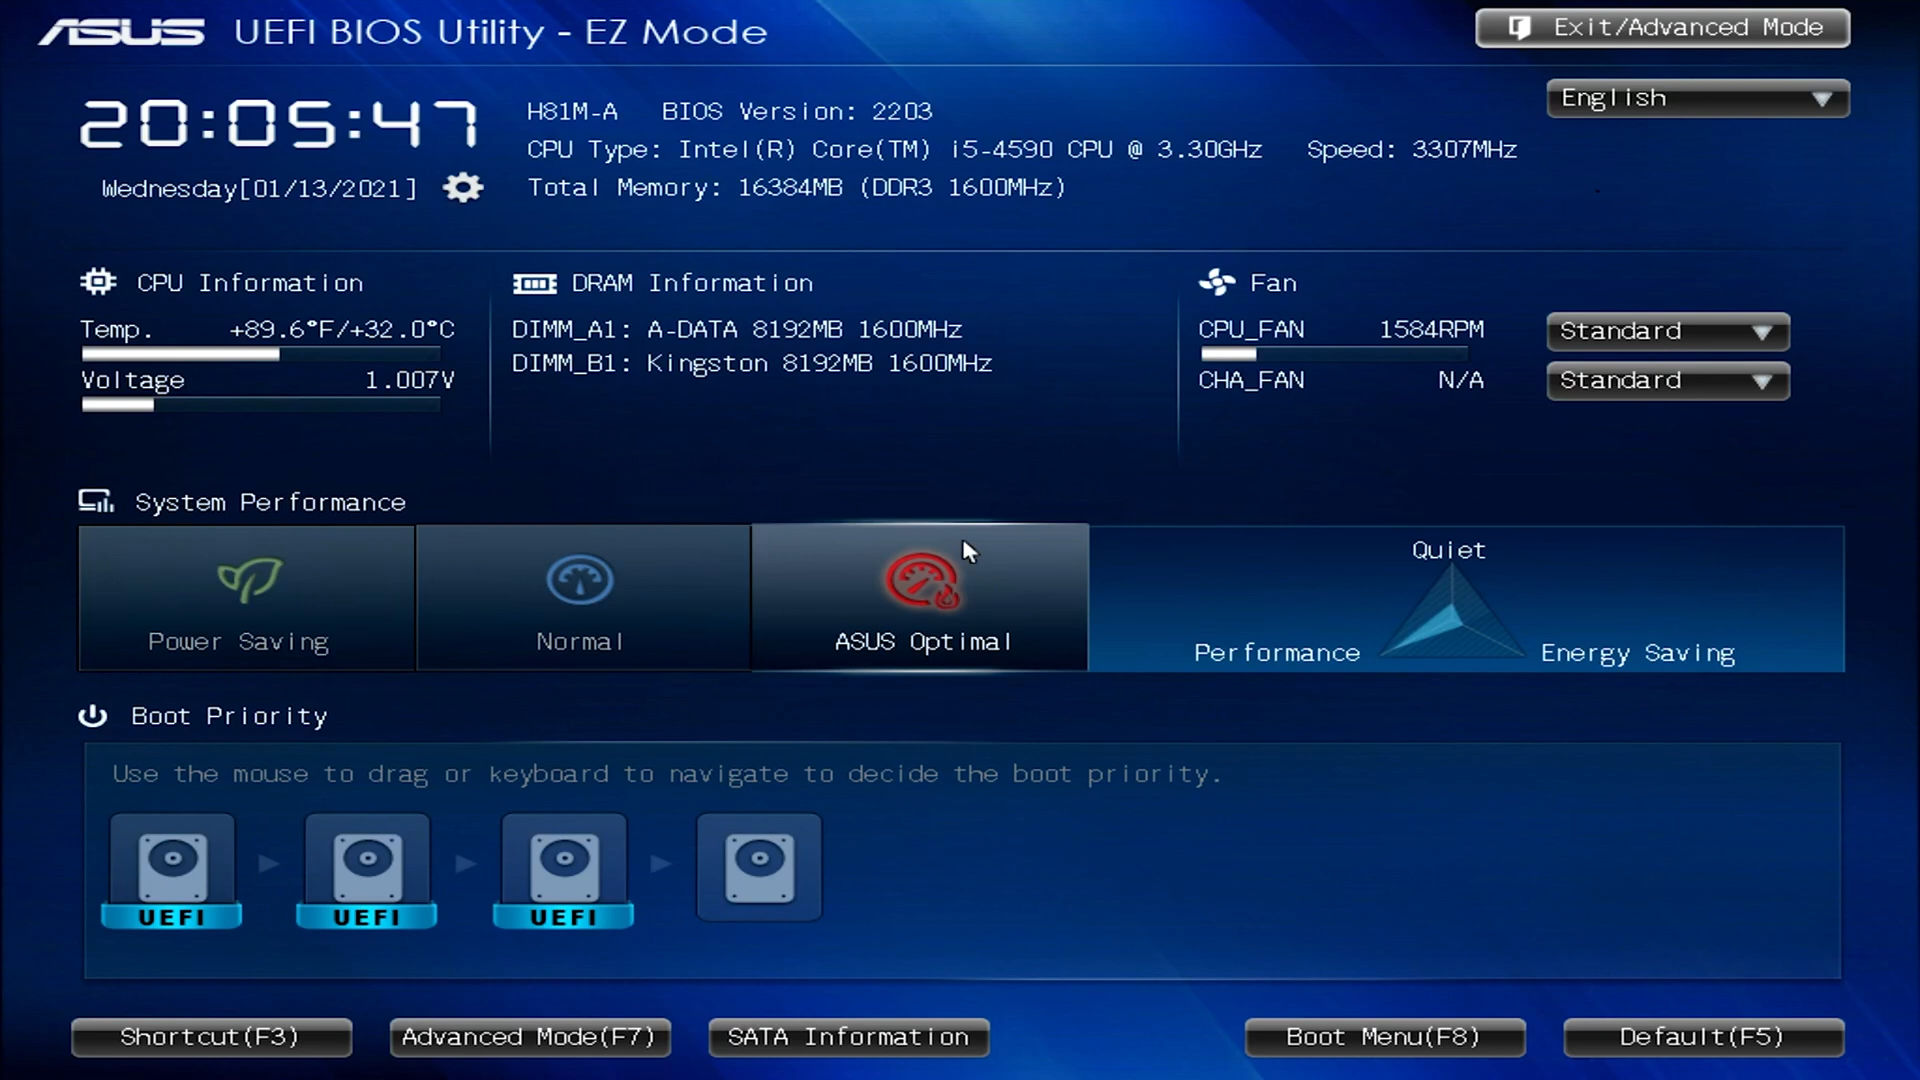 ASUS UEFI BIOS Utility - EZ Mode
Exit/Advanced Mode
English
20:05:47
Wednesday[01/13/2021]
H81M-A BIOS Version: 2203
CPU Type: Intel(R) Core(TM) i5-4590 CPU @ 3.30GHz Speed: 3307MHz
Total Memory: 16384MB (DDR3 1600MHz)
CPU Information
Temp. +89.6°F/+32.0°C
Voltage 1.007V
DRAM Information
DIMM_A1: A-DATA 8192MB 1600MHz
DIMM_B1: Kingston 8192MB 1600MHz
Fan
CPU_FAN 1584RPM Standard
CHA_FAN N/A Standard
System Performance
Power Saving
Normal
ASUS Optimal
Quiet
Performance
Energy Saving
Boot Priority
Use the mouse to drag or keyboard to navigate to decide the boot priority.
UEFI
UEFI
UEFI
Shortcut(F3)
Advanced Mode(F7)
SATA Information
Boot Menu(F8)
Default(F5)